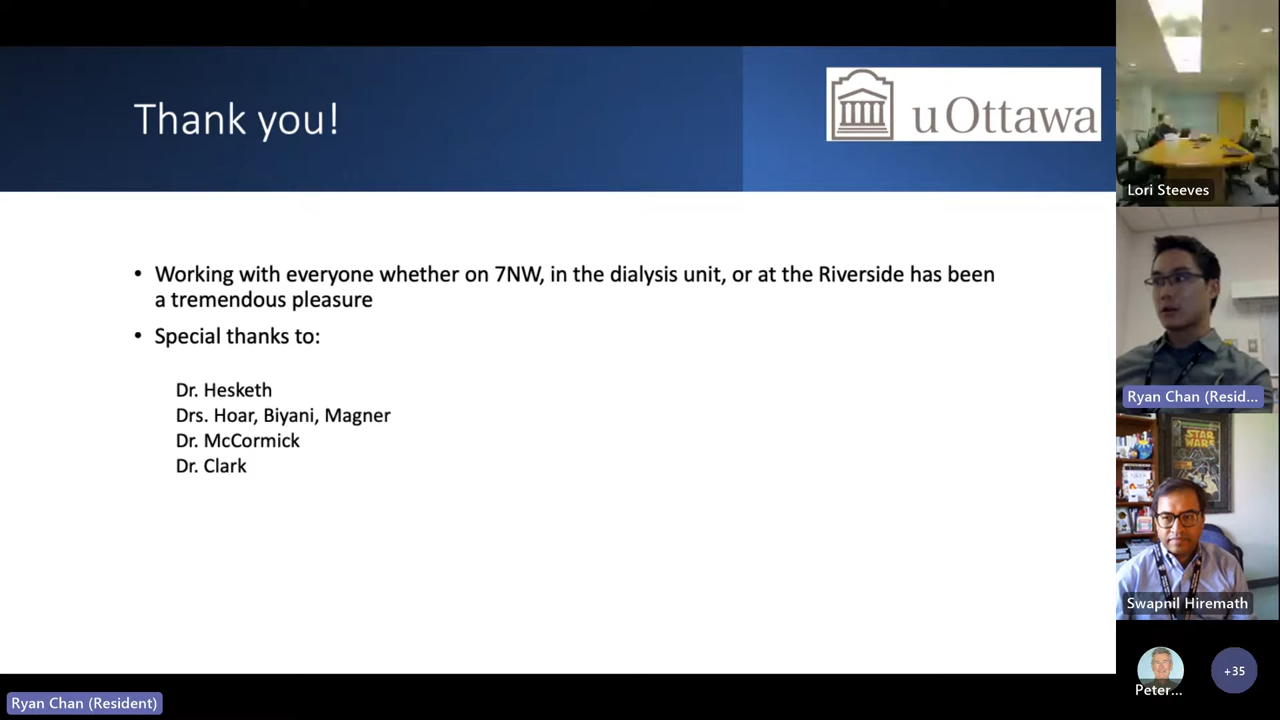 Thank you!
uOttawa
• Working with everyone whether on 7NW, in the dialysis unit, or at the Riverside has been
a tremendous pleasure
• Special thanks to:
Dr. Hesketh
Drs. Hoar, Biyani, Magner
Dr. McCormick
Dr. Clark
Lori Steeves
Ryan Chan (Resid...
STAR
WARS
Swapnil Hiremath
Peter...
+35
Ryan Chan (Resident)